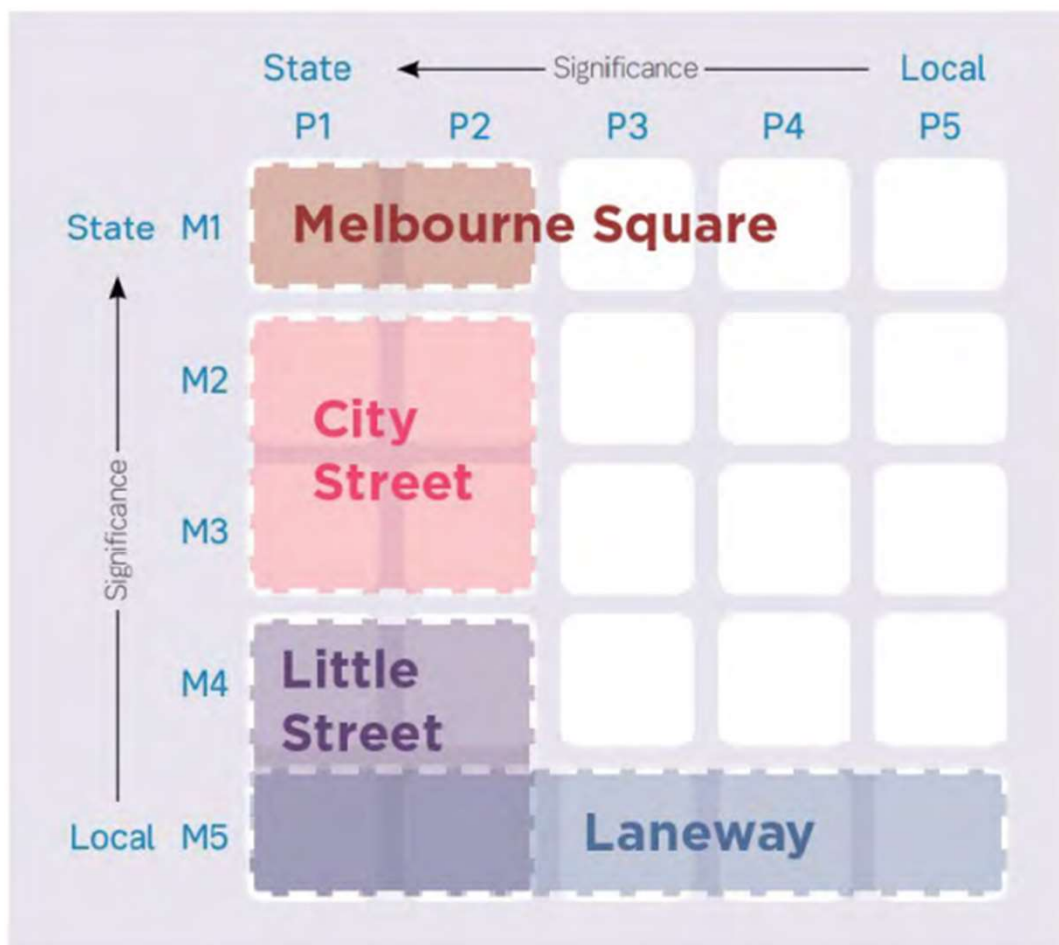 State Significance Local
P1 P2 P3 P4 P5
State M1 Melbourne Square
M2
City
Street
M3
Significance
M4
Little
Street
Local M5 Laneway